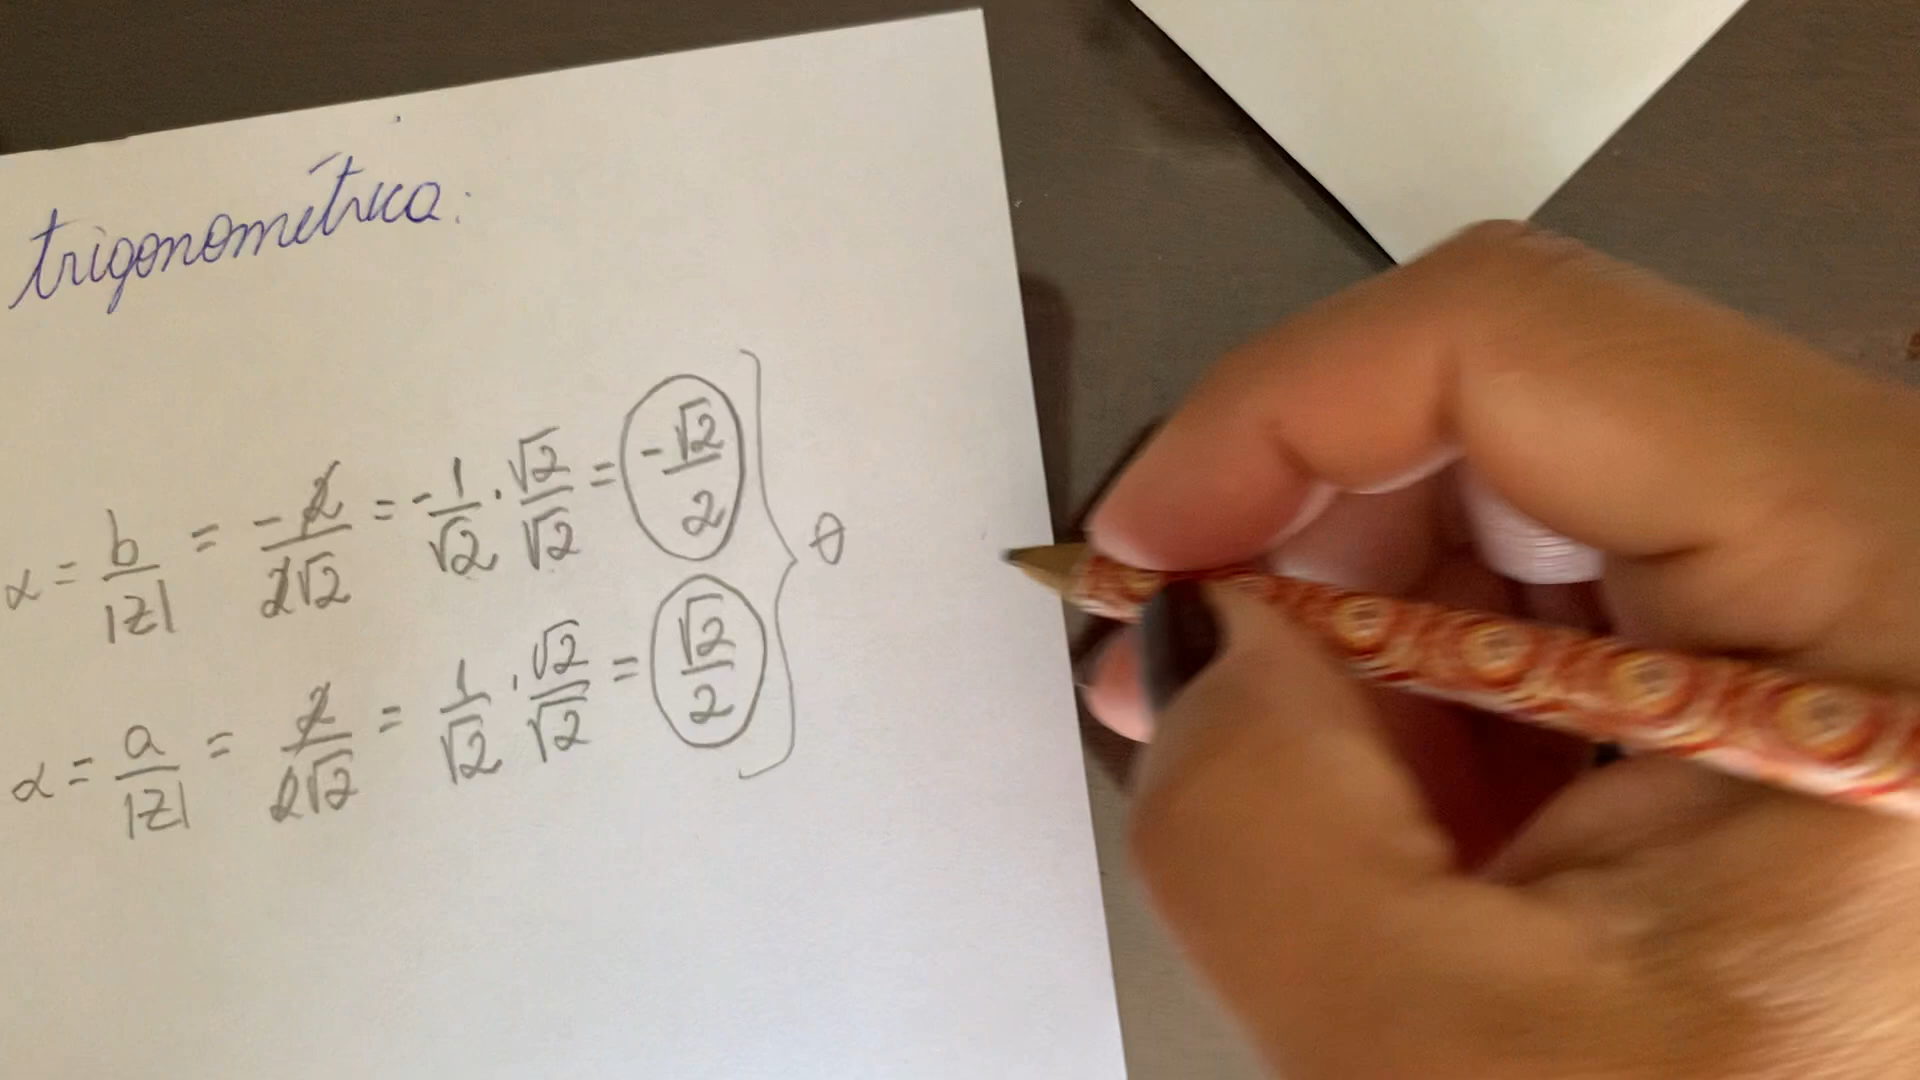 trigonométrica:
α = b/|z| = -2/2√2 = -1/√2 · √2/√2 = -√2/2
θ
α = a/|z| = 2/2√2 = 1/√2 · √2/√2 = √2/2